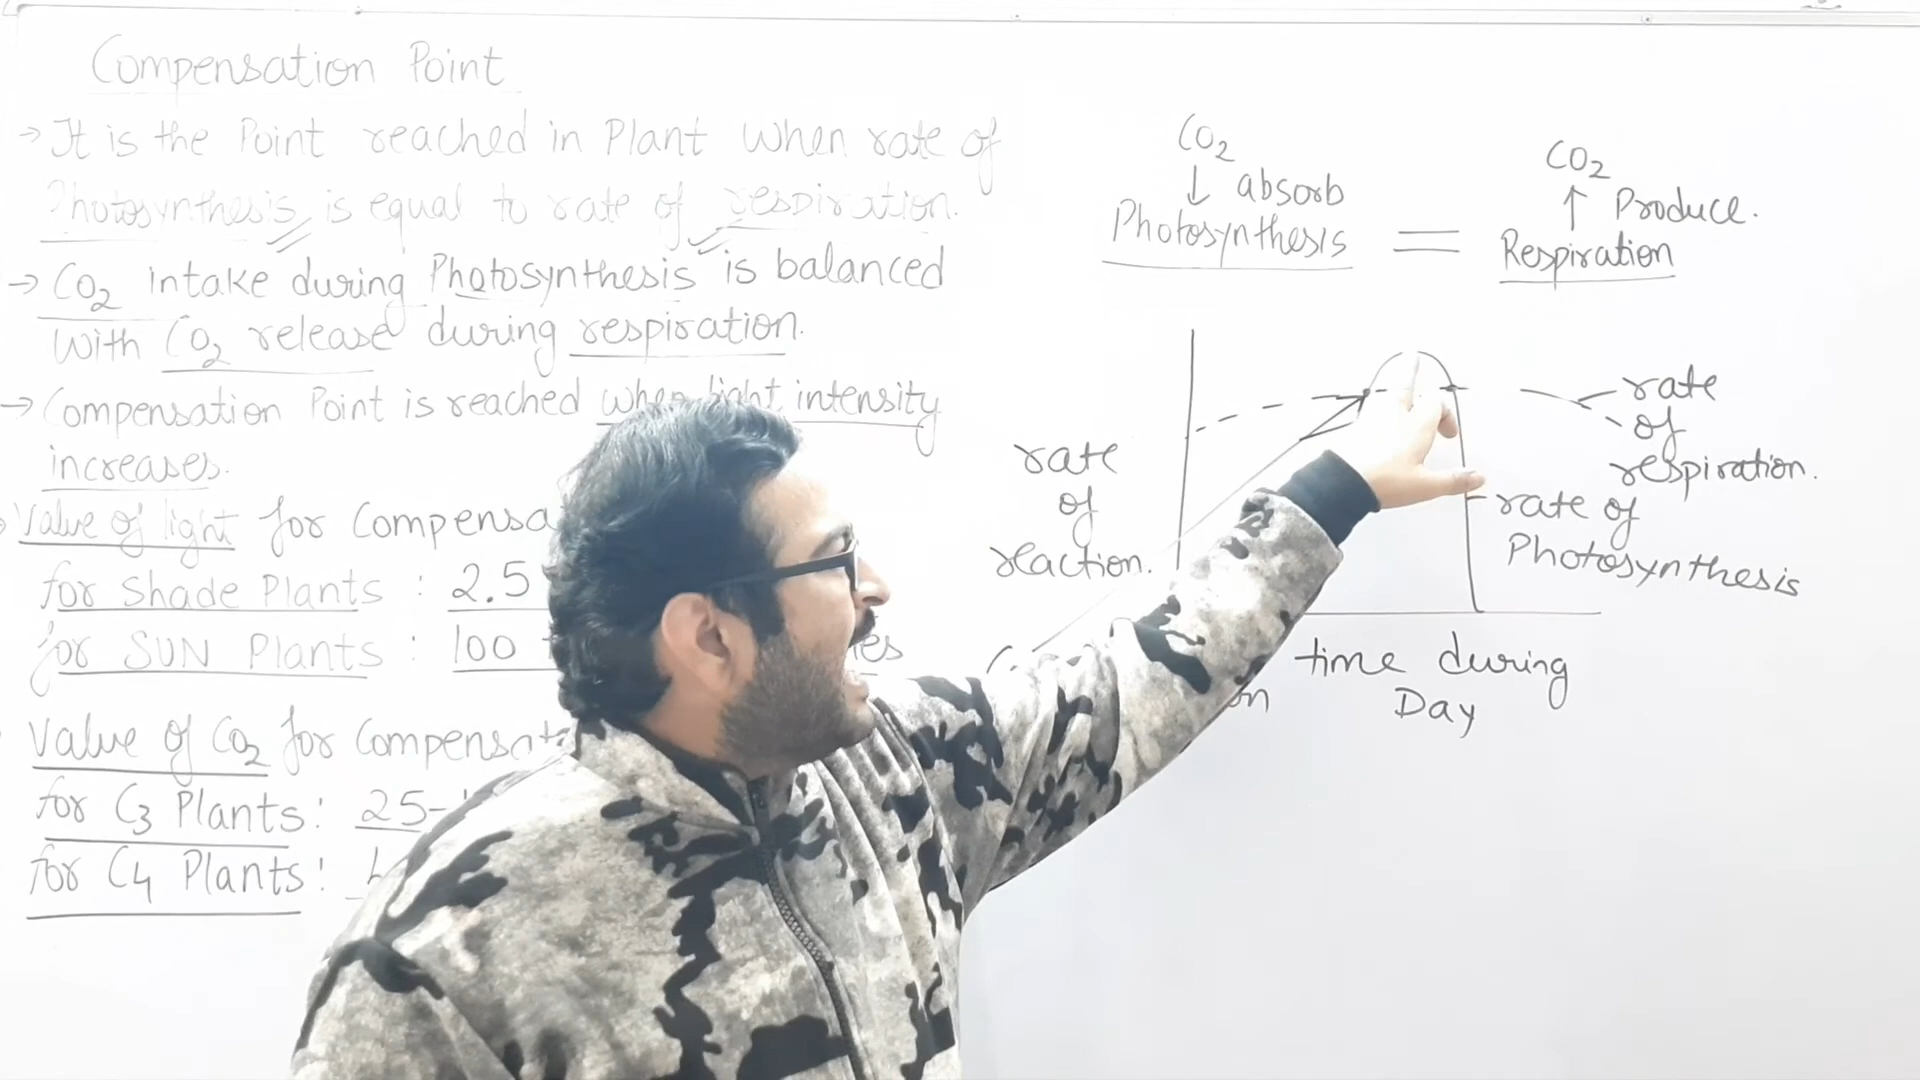 Compensation Point
→ It is the Point reached in Plant when rate of
Photosynthesis is equal to rate of respiration.
→ CO2 intake during Photosynthesis is balanced
with CO2 release during respiration.
→ Compensation Point is reached when light intensity
increases.
Value of light for
for Shade Plants : 2.5
for SUN Plants : 100
Value of CO2 for
for C3 Plants : 25-
for C4 Plants :
CO2
↓ absorb
Photosynthesis
=
CO2
↑ Produce.
Respiration
rate
of
reaction.
rate
of
respiration.
rate of
Photosynthesis
time during
Day